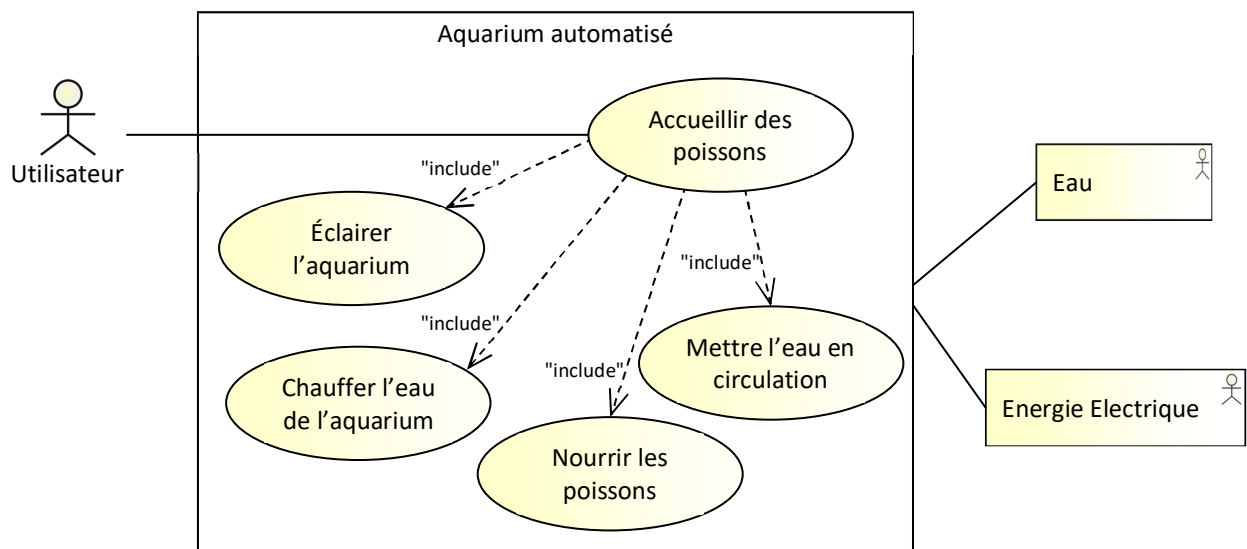 Aquarium automatisé
Utilisateur
Accueillir des
poissons
"include"
Éclairer
l’aquarium
"include"
Chauffer l’eau
de l’aquarium
"include"
Nourrir les
poissons
"include"
Mettre l’eau en
circulation
Eau
Energie Electrique